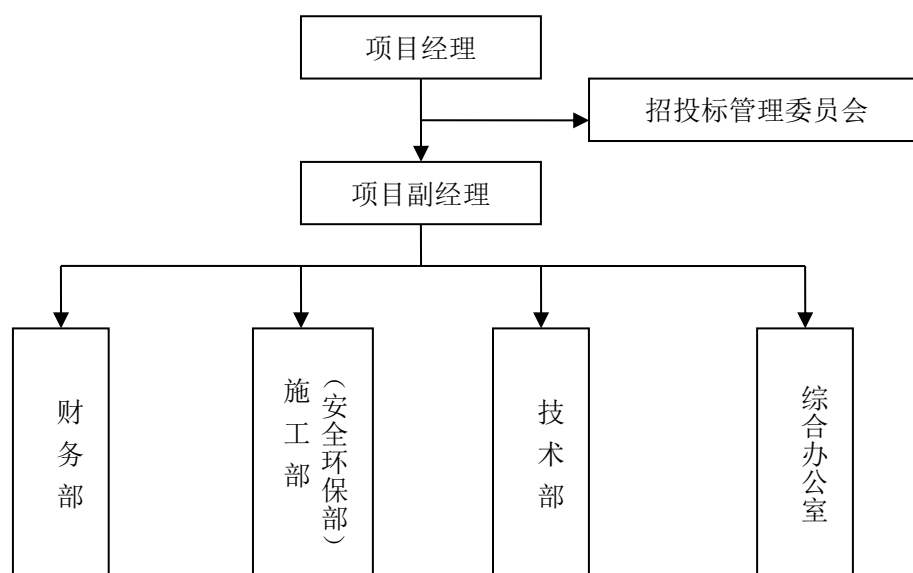 项目经理
招投标管理委员会
项目副经理
财务部
施工部
（安全环保部）
技术部
综合办公室